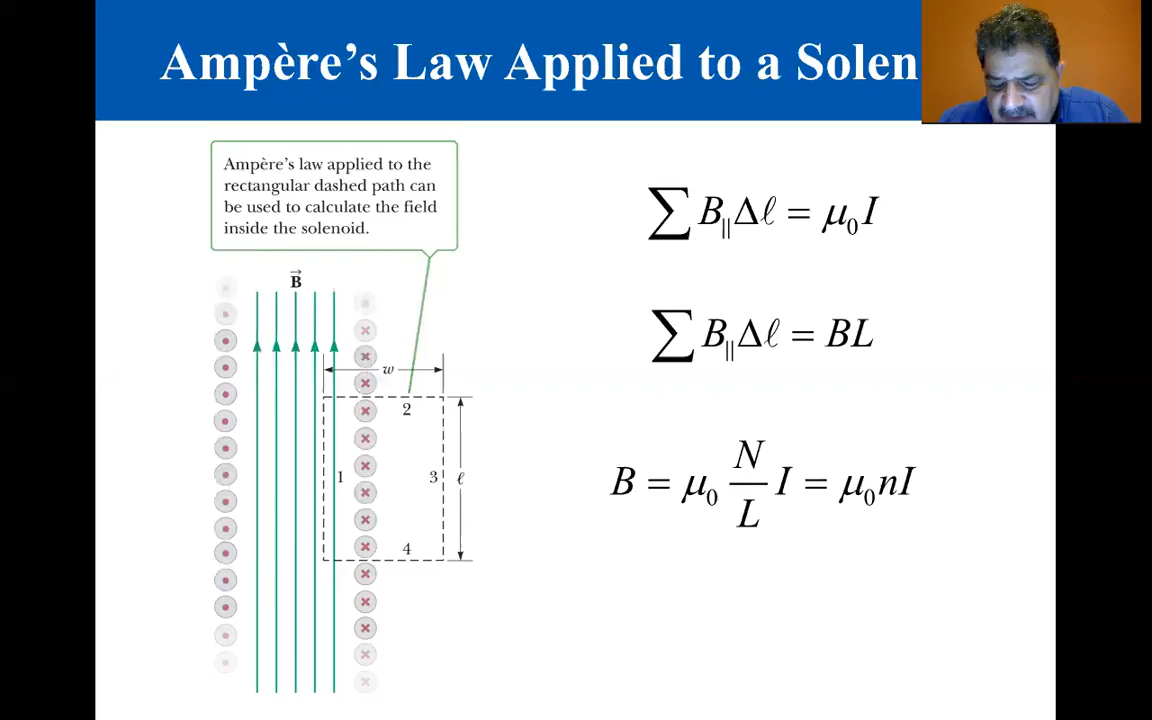 Ampère's Law Applied to a Solen
Ampère's law applied to the
rectangular dashed path can
be used to calculate the field
inside the solenoid.
B⃗
w
2
1
3
ℓ
4
∑ B∥Δℓ = μ₀I
∑ B∥Δℓ = BL
B = μ₀ N/L I = μ₀nI